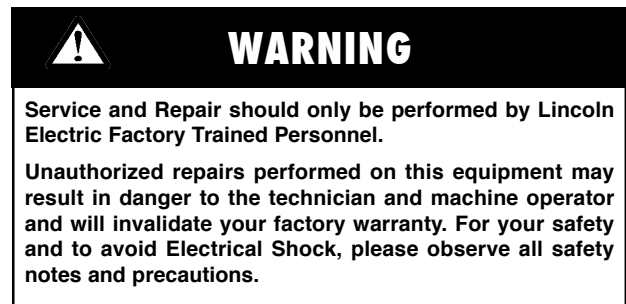 WARNING
Service and Repair should only be performed by Lincoln
Electric Factory Trained Personnel.
Unauthorized repairs performed on this equipment may
result in danger to the technician and machine operator
and will invalidate your factory warranty. For your safety
and to avoid Electrical Shock, please observe all safety
notes and precautions.